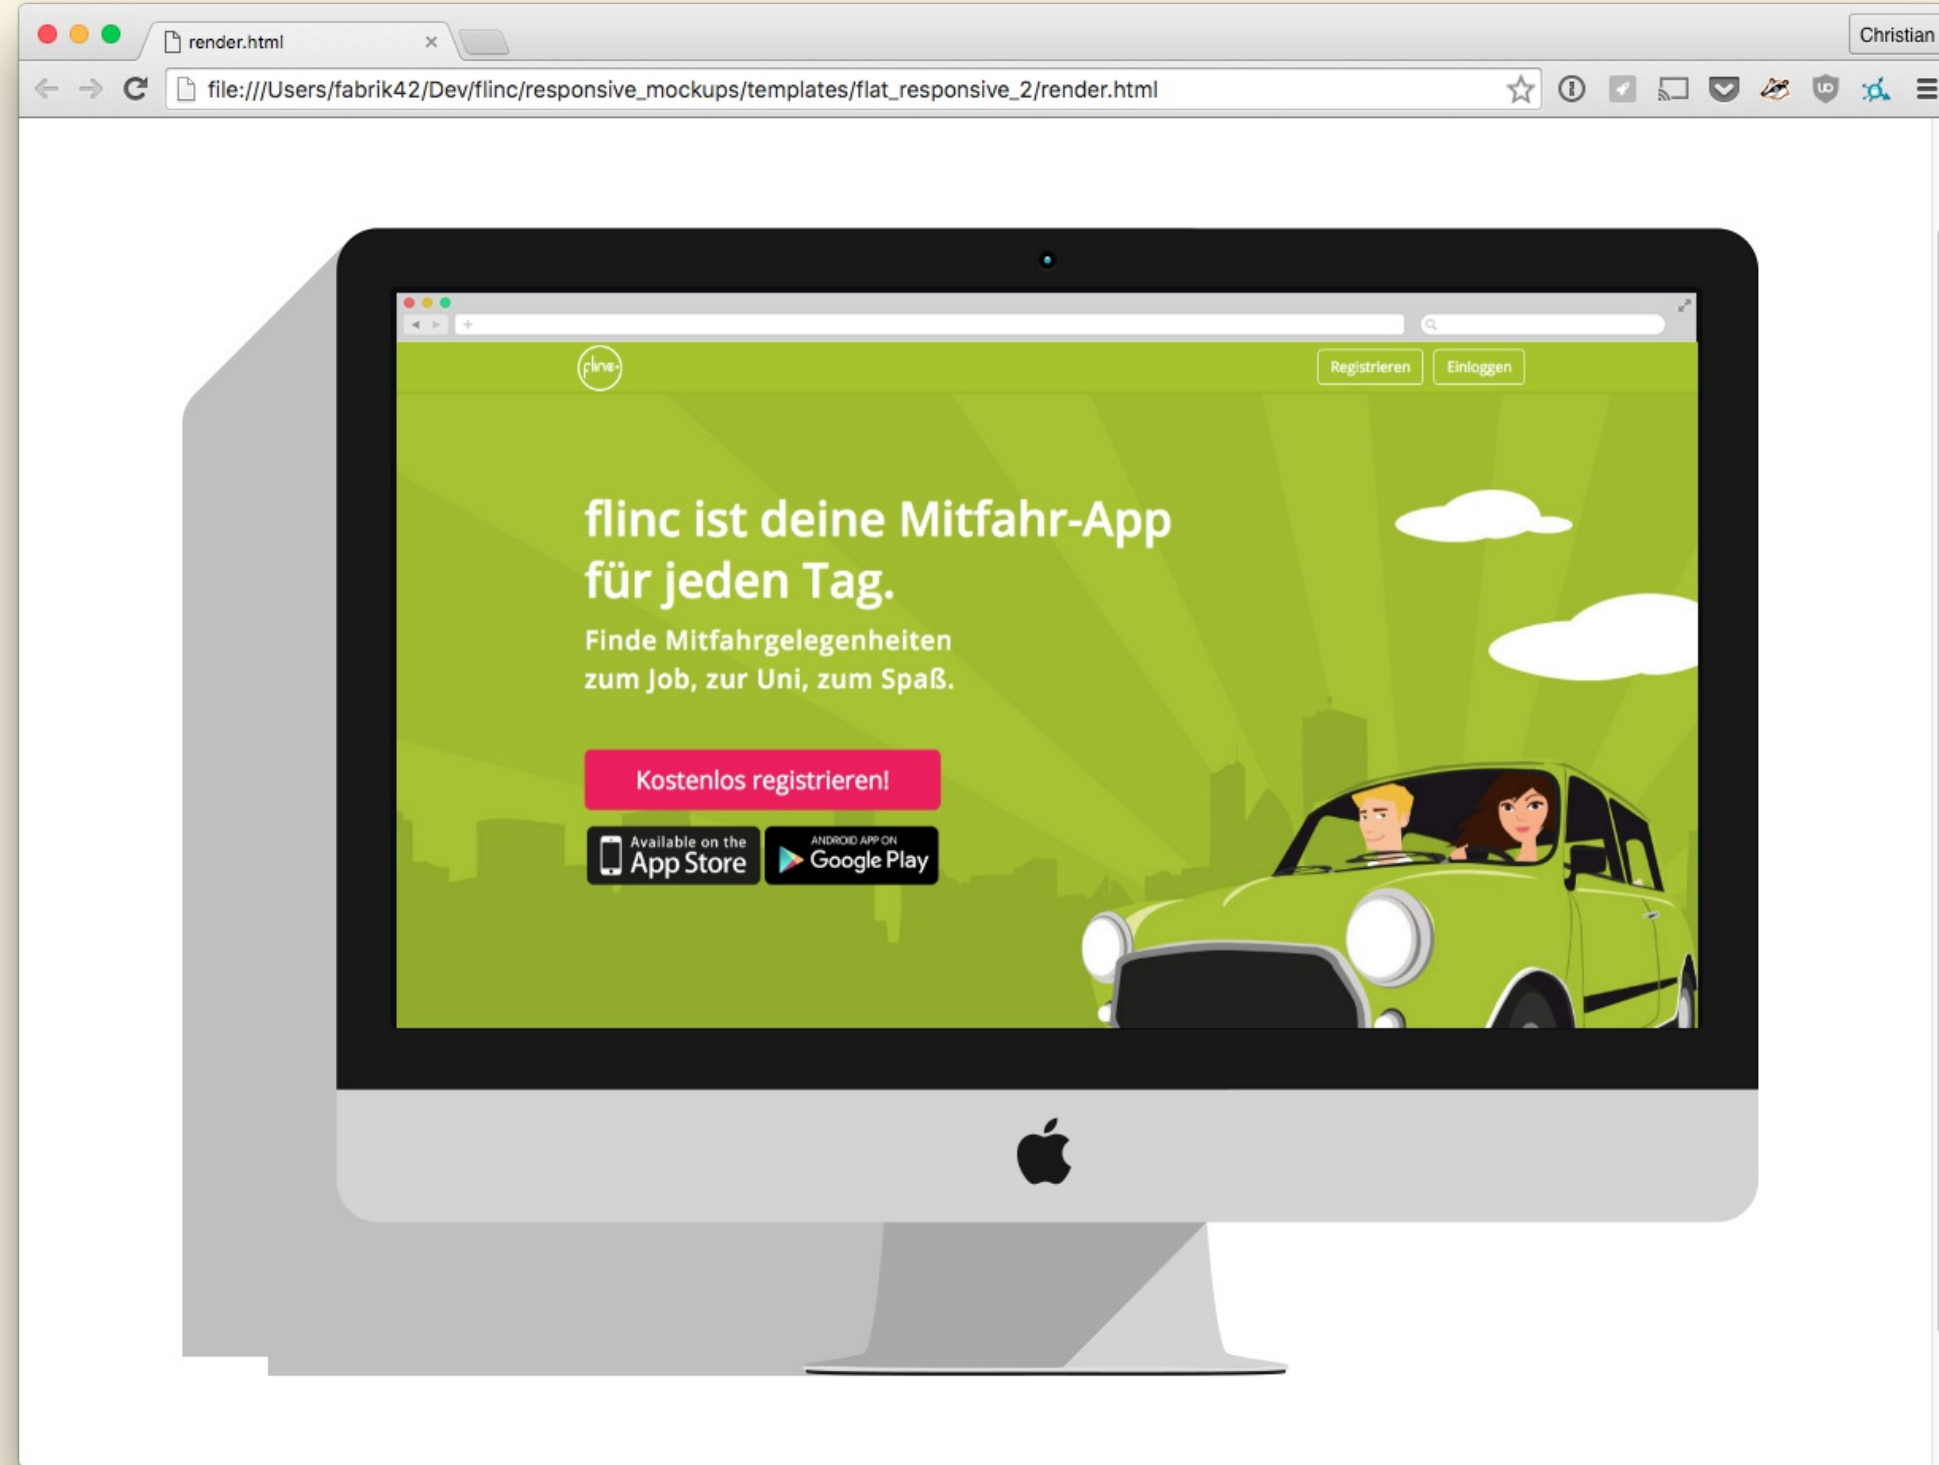 render.html
Christian
file:///Users/fabrik42/Dev/flinc/responsive_mockups/templates/flat_responsive_2/render.html
flinc
Registrieren
Einloggen
flinc ist deine Mitfahr-App
für jeden Tag.
Finde Mitfahrgelegenheiten
zum Job, zur Uni, zum Spaß.
Kostenlos registrieren!
Available on the
App Store
ANDROID APP ON
Google Play